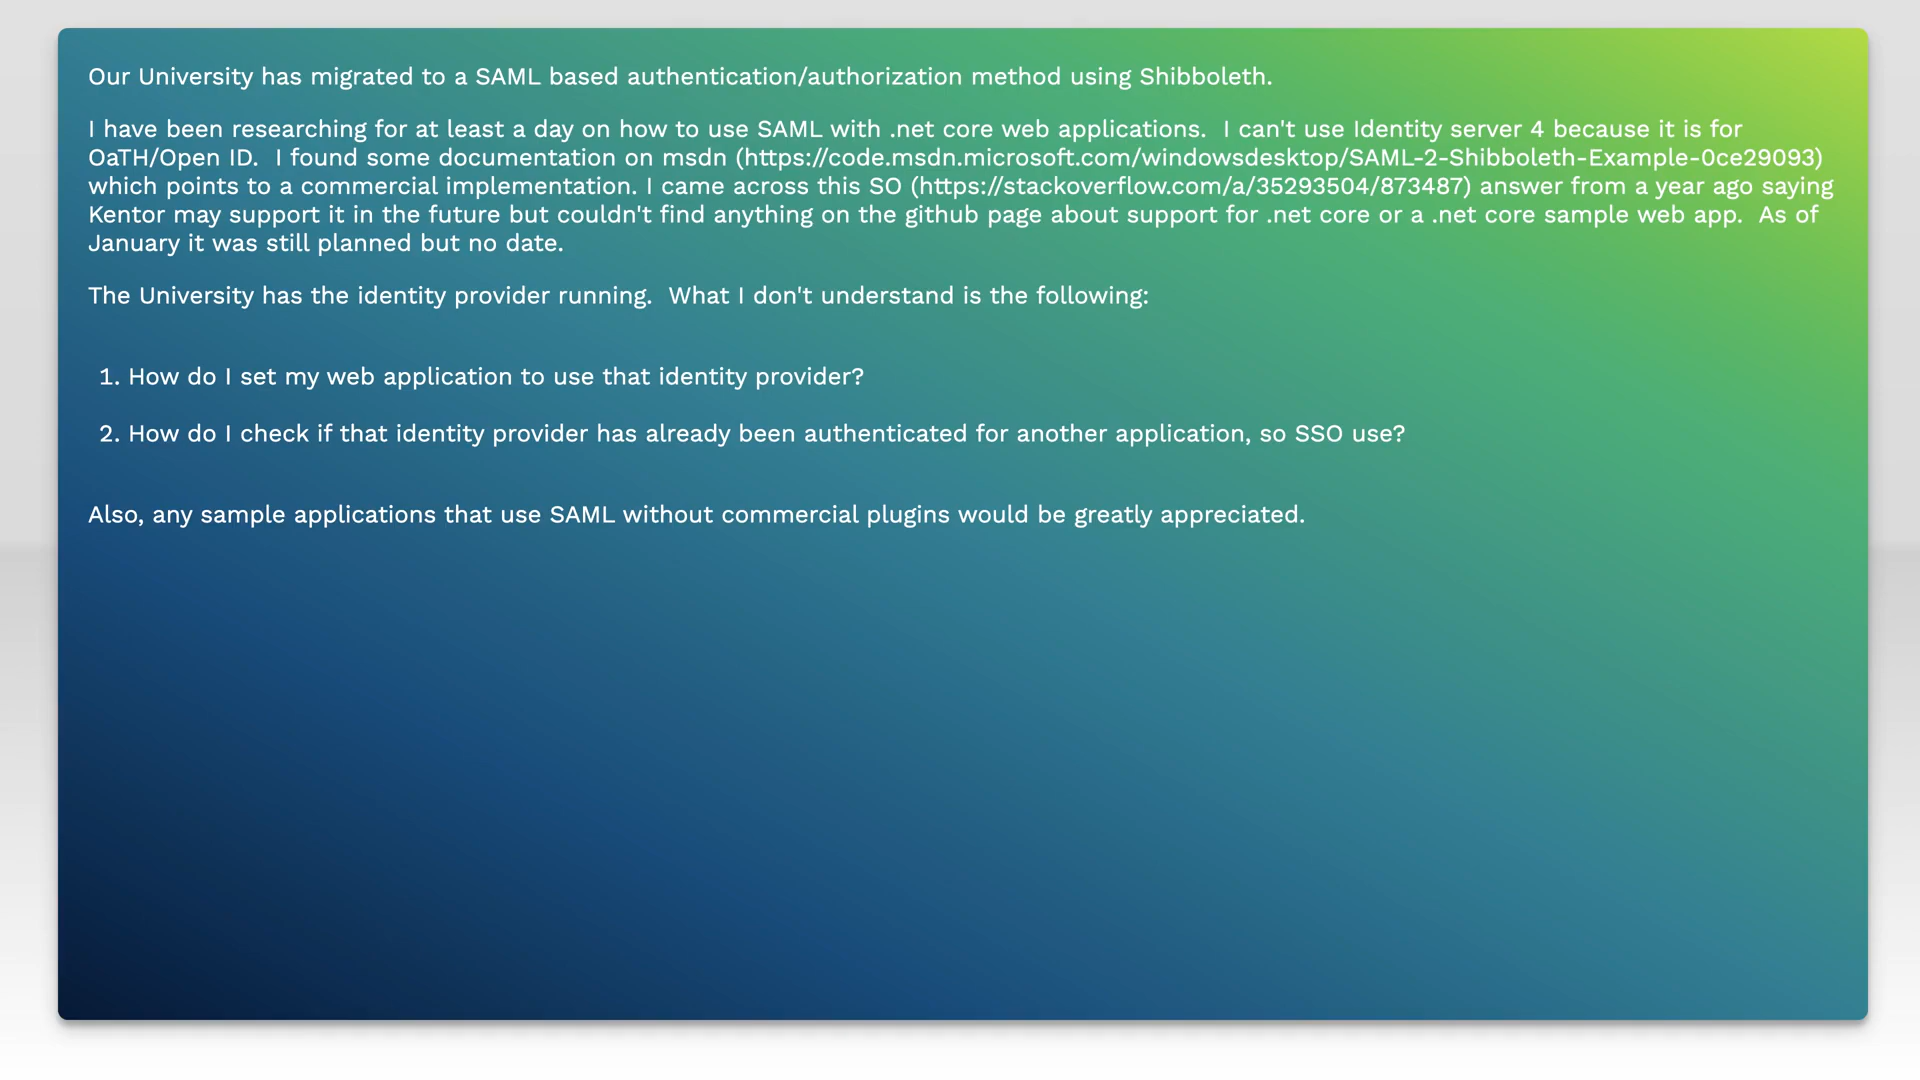 Our University has migrated to a SAML based authentication/authorization method using Shibboleth.
I have been researching for at least a day on how to use SAML with .net core web applications.  I can't use Identity server 4 because it is for
OaTH/Open ID.  I found some documentation on msdn (https://code.msdn.microsoft.com/windowsdesktop/SAML-2-Shibboleth-Example-0ce29093)
which points to a commercial implementation. I came across this SO (https://stackoverflow.com/a/35293504/873487) answer from a year ago saying
Kentor may support it in the future but couldn't find anything on the github page about support for .net core or a .net core sample web app.  As of
January it was still planned but no date.
The University has the identity provider running.  What I don't understand is the following:
1. How do I set my web application to use that identity provider?
2. How do I check if that identity provider has already been authenticated for another application, so SSO use?
Also, any sample applications that use SAML without commercial plugins would be greatly appreciated.